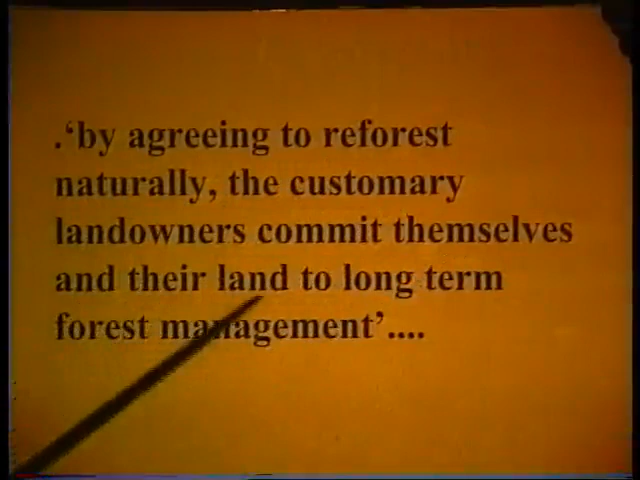 .‘by agreeing to reforest
naturally, the customary
landowners commit themselves
and their land to long term
forest management’....